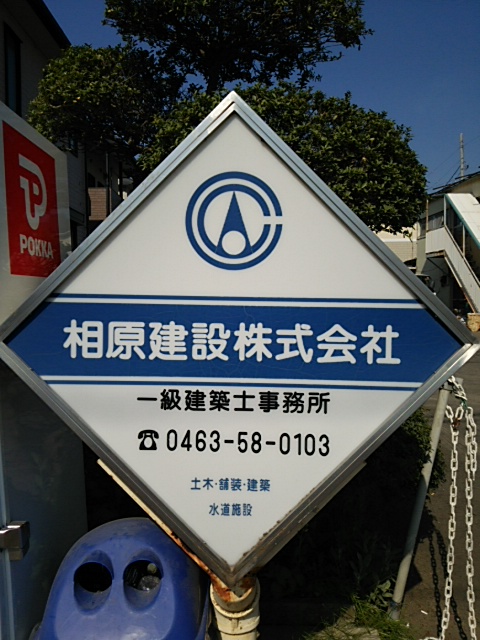 POKKA
相原建設株式会社
一級建築士事務所
☎ 0463-58-0103
土木·舗装·建築
水道施設